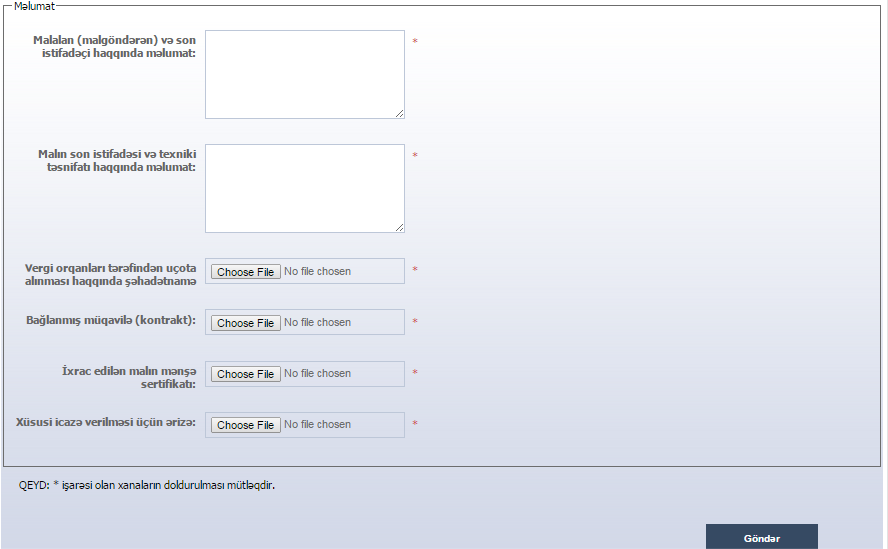 Məlumat
Malalan (malgöndərən) və son
istifadəçi haqqında məlumat:
*
Malın son istifadəsi və texniki
təsnifatı haqqında məlumat:
*
Vergi orqanları tərəfindən uçota
alınması haqqında şəhadətnamə
Choose File No file chosen
*
Bağlanmış müqavilə (kontrakt):
Choose File No file chosen
*
İxrac edilən malın mənşə
sertifikatı:
Choose File No file chosen
*
Xüsusi icazə verilməsi üçün ərizə:
Choose File No file chosen
*
QEYD: * işarəsi olan xanaların doldurulması mütləqdir.
Göndər